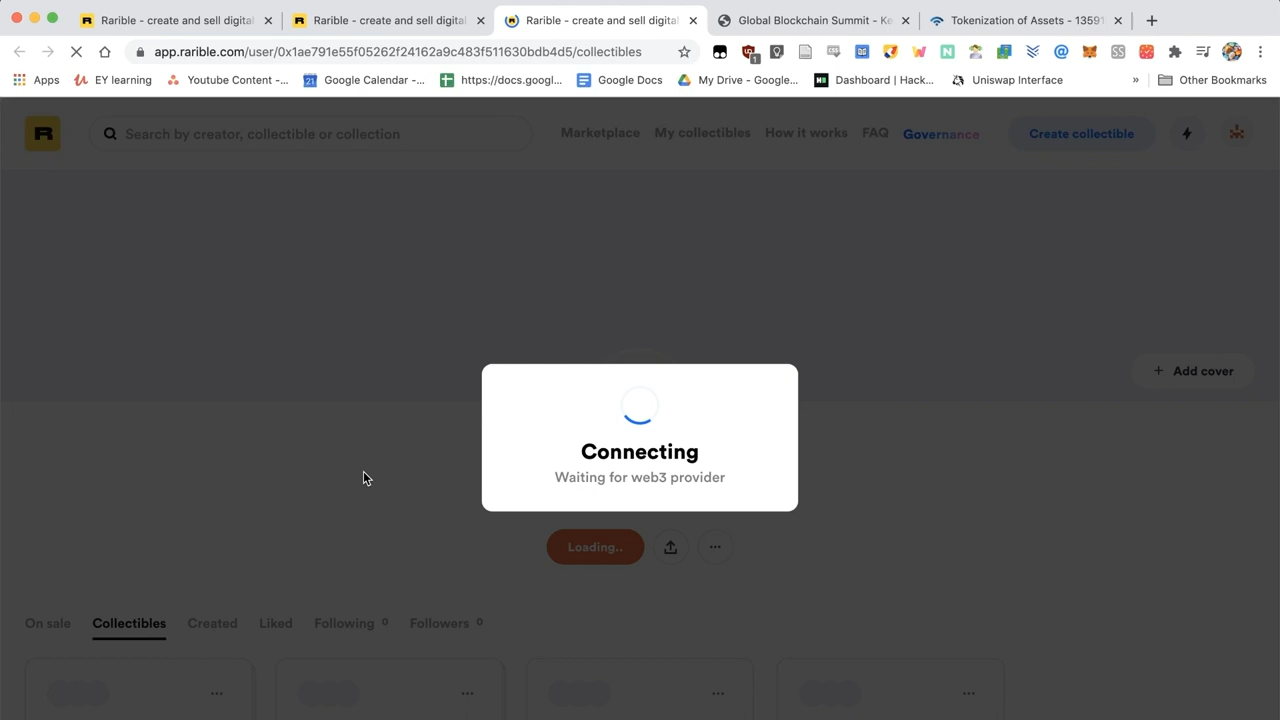 Rarible - create and sell digital
Rarible - create and sell digital
Rarible - create and sell digital
Global Blockchain Summit - Ke
Tokenization of Assets - 13591
app.rarible.com/user/0x1ae791e55f05262f24162a9c483f511630bdb4d5/collectibles
1
Apps
EY learning
Youtube Content -...
Google Calendar -...
https://docs.googl...
Google Docs
My Drive - Google...
Dashboard | Hack...
Uniswap Interface
»
Other Bookmarks
R
Search by creator, collectible or collection
Marketplace
My collectibles
How it works
FAQ
Governance
Create collectible
+ Add cover
Connecting
Waiting for web3 provider
Loading..
On sale
Collectibles
Created
Liked
Following 0
Followers 0